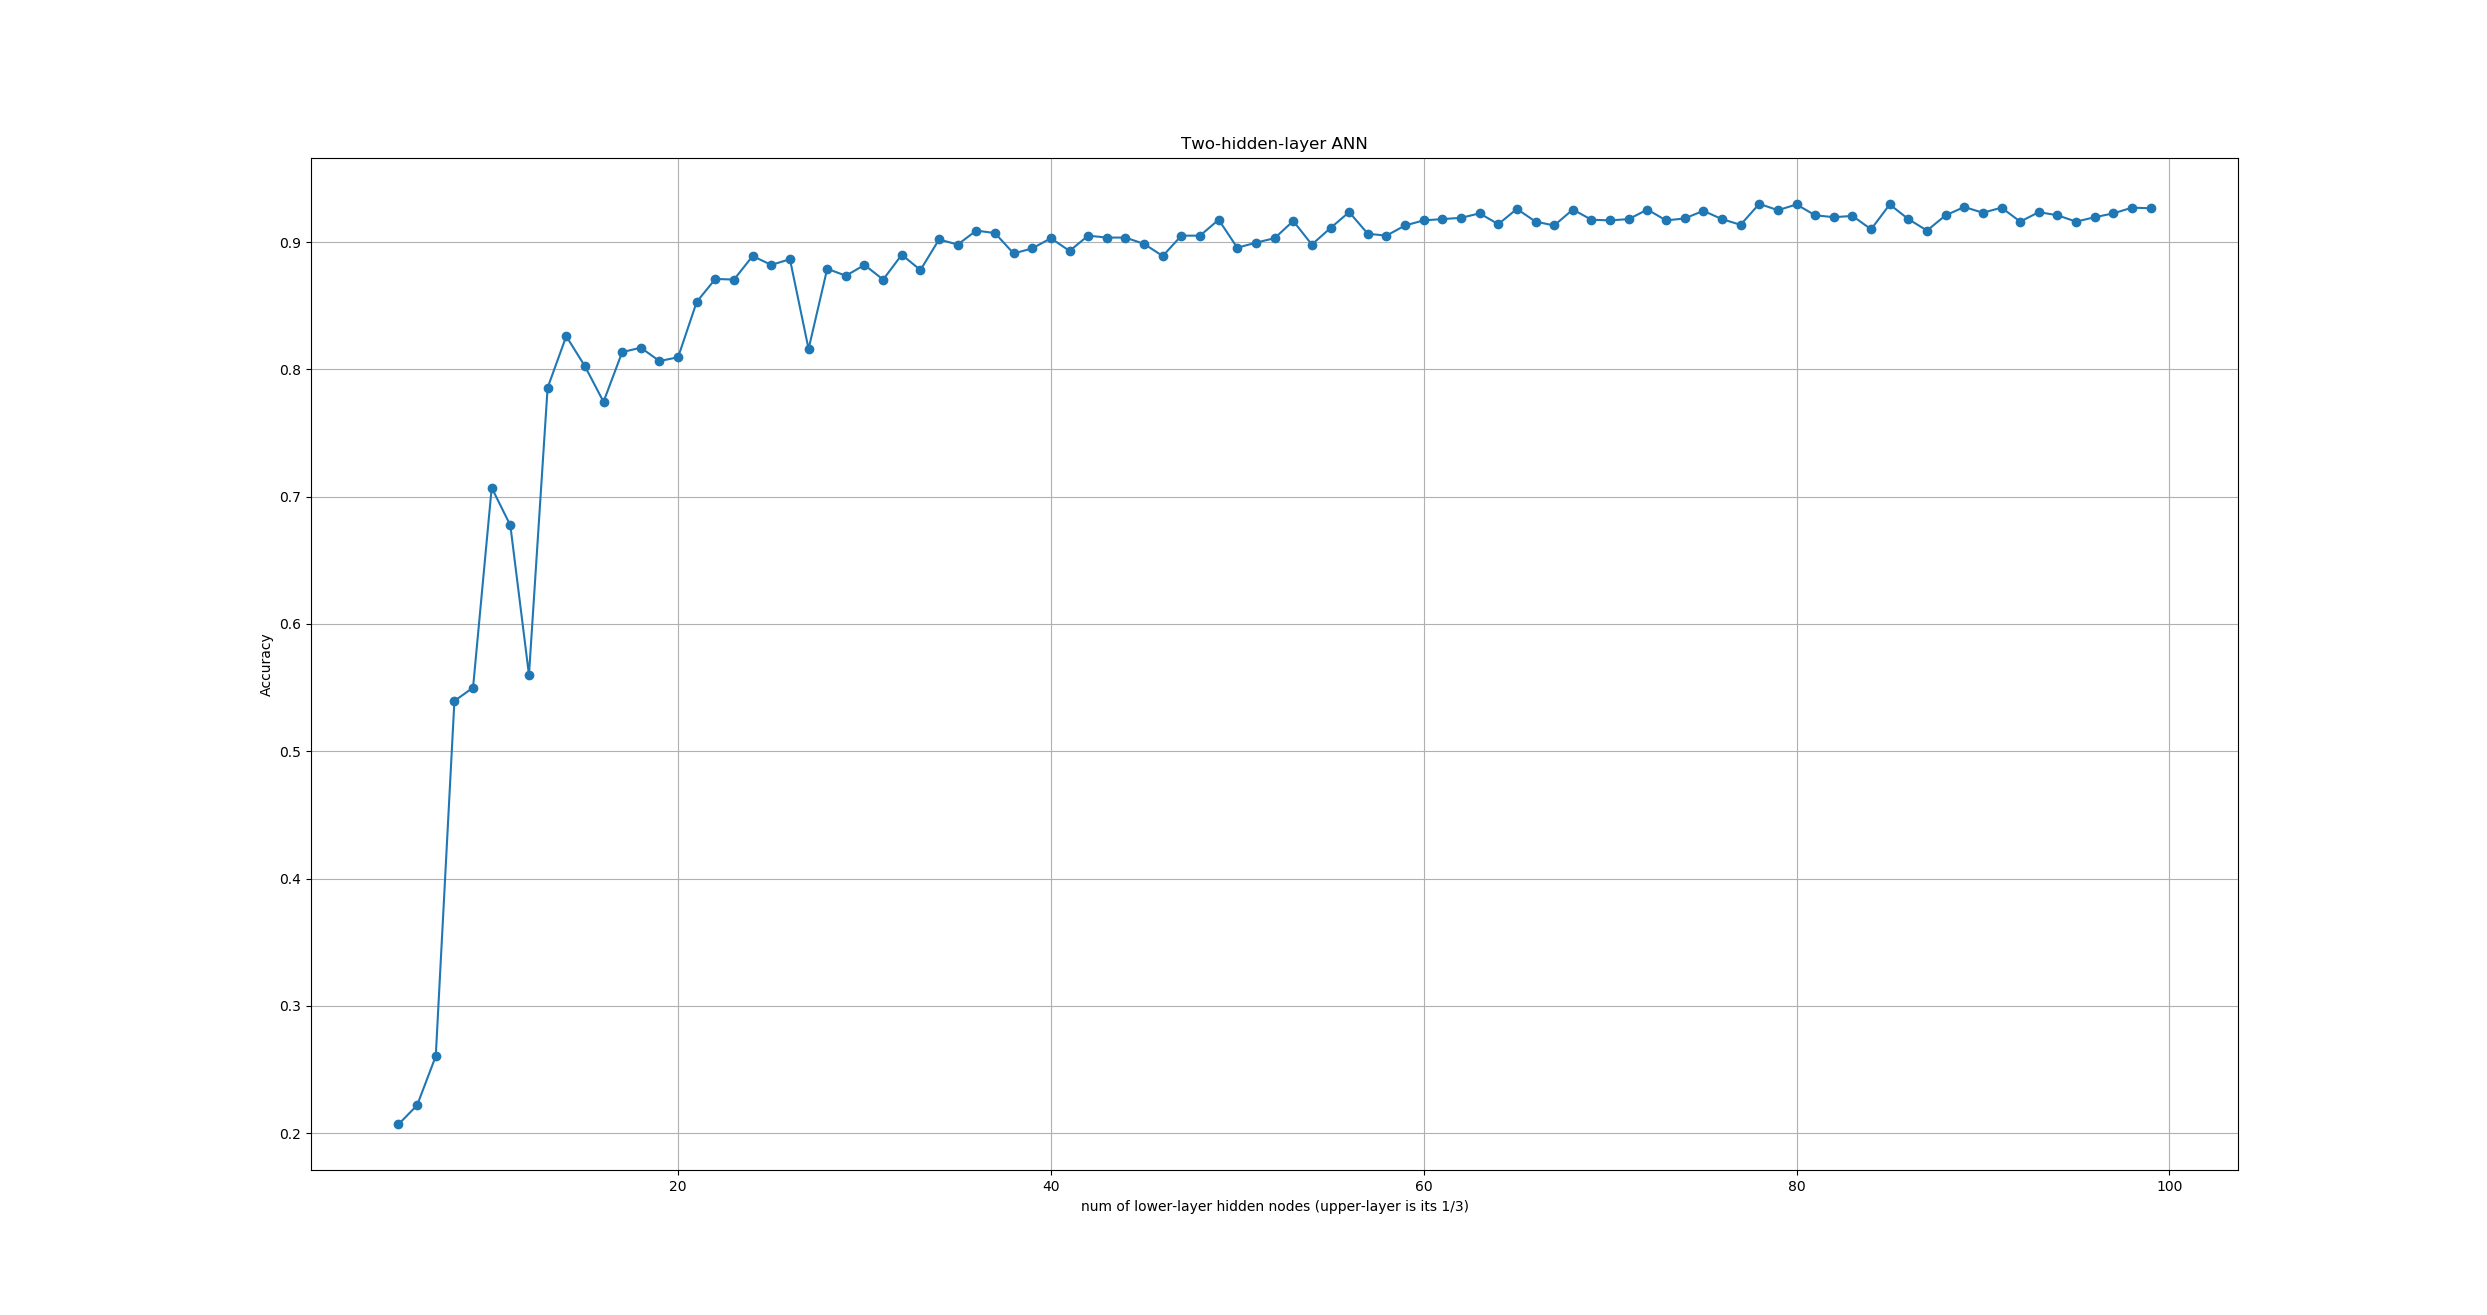 Two-hidden-layer ANN
Accuracy
0.9
0.8
0.7
0.6
0.5
0.4
0.3
0.2
20 40 60 80 100
num of lower-layer hidden nodes (upper-layer is its 1/3)